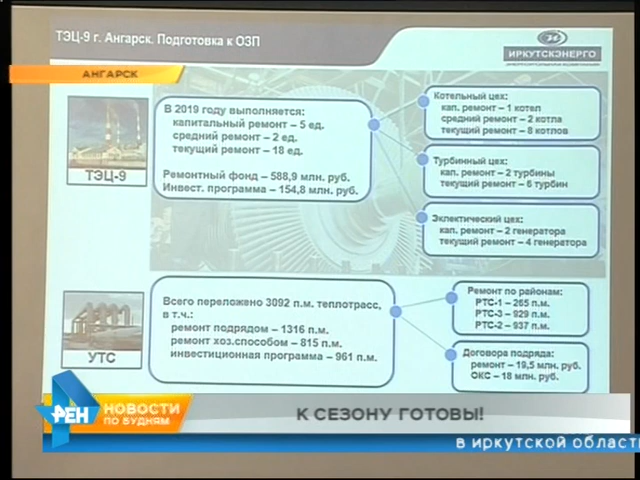 ТЭЦ-9 г. Ангарск. Подготовка к ОЗП
ИРКУТСКЭНЕРГО
АНГАРСК
ТЭЦ-9
В 2019 году выполняется:
капитальный ремонт – 5 ед.
средний ремонт – 2 ед.
текущий ремонт – 18 ед.
Ремонтный фонд – 588,9 млн. руб.
Инвест. программа – 154,8 млн. руб.
Котельный цех:
кап. ремонт – 1 котел
средний ремонт – 2 котла
текущий ремонт – 8 котлов
Турбинный цех:
кап. ремонт – 2 турбины
текущий ремонт – 6 турбин
Эклектический цех:
кап. ремонт – 2 генератора
текущий ремонт – 4 генератора
УТС
Всего переложено 3092 п.м. теплотрасс,
в т.ч.:
ремонт подрядом – 1316 п.м.
ремонт хоз.способом – 815 п.м.
инвестиционная программа – 961 п.м.
Ремонт по районам:
РТС-1 – 265 п.м.
РТС-3 – 929 п.м.
РТС-2 – 937 п.м.
Договора подряда:
ремонт – 19,5 млн. руб.
ОКС – 18 млн. руб.
РЕН
НОВОСТИ
ПО БУДНЯМ
К СЕЗОНУ ГОТОВЫ!
в иркутской област